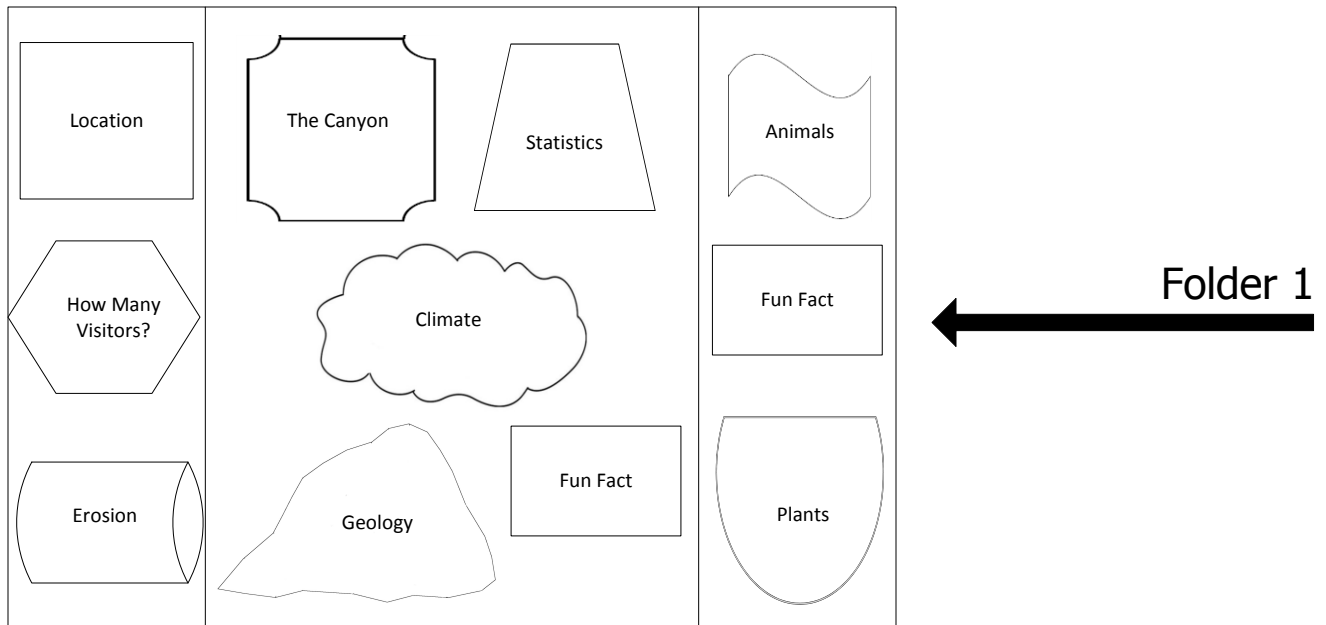 Location
The Canyon
Statistics
Animals
How Many
Visitors?
Climate
Fun Fact
Folder 1
Erosion
Geology
Fun Fact
Plants